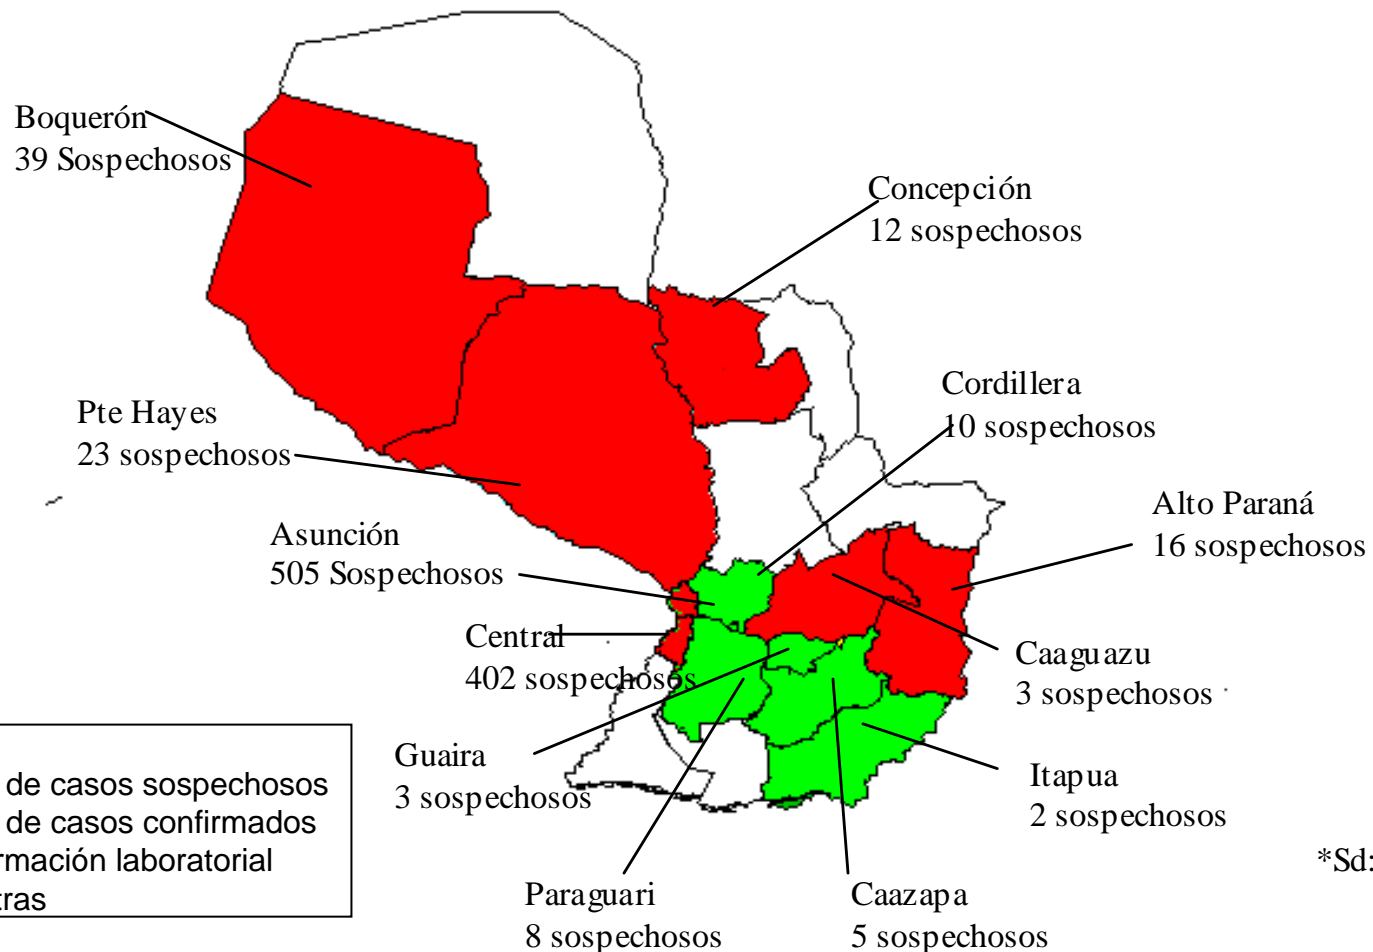 Boquerón
39 Sospechosos
Concepción
12 sospechosos
Pte Hayes
23 sospechosos
Cordillera
10 sospechosos
Asunción
505 Sospechosos
Alto Paraná
16 sospechosos
Central
402 sospechosos
Caaguazu
3 sospechosos
Guaira
3 sospechosos
Itapua
2 sospechosos
de casos sospechosos
de casos confirmados
rmación laboratorial
tras
*Sd:
Paraguari
8 sospechosos
Caazapa
5 sospechosos